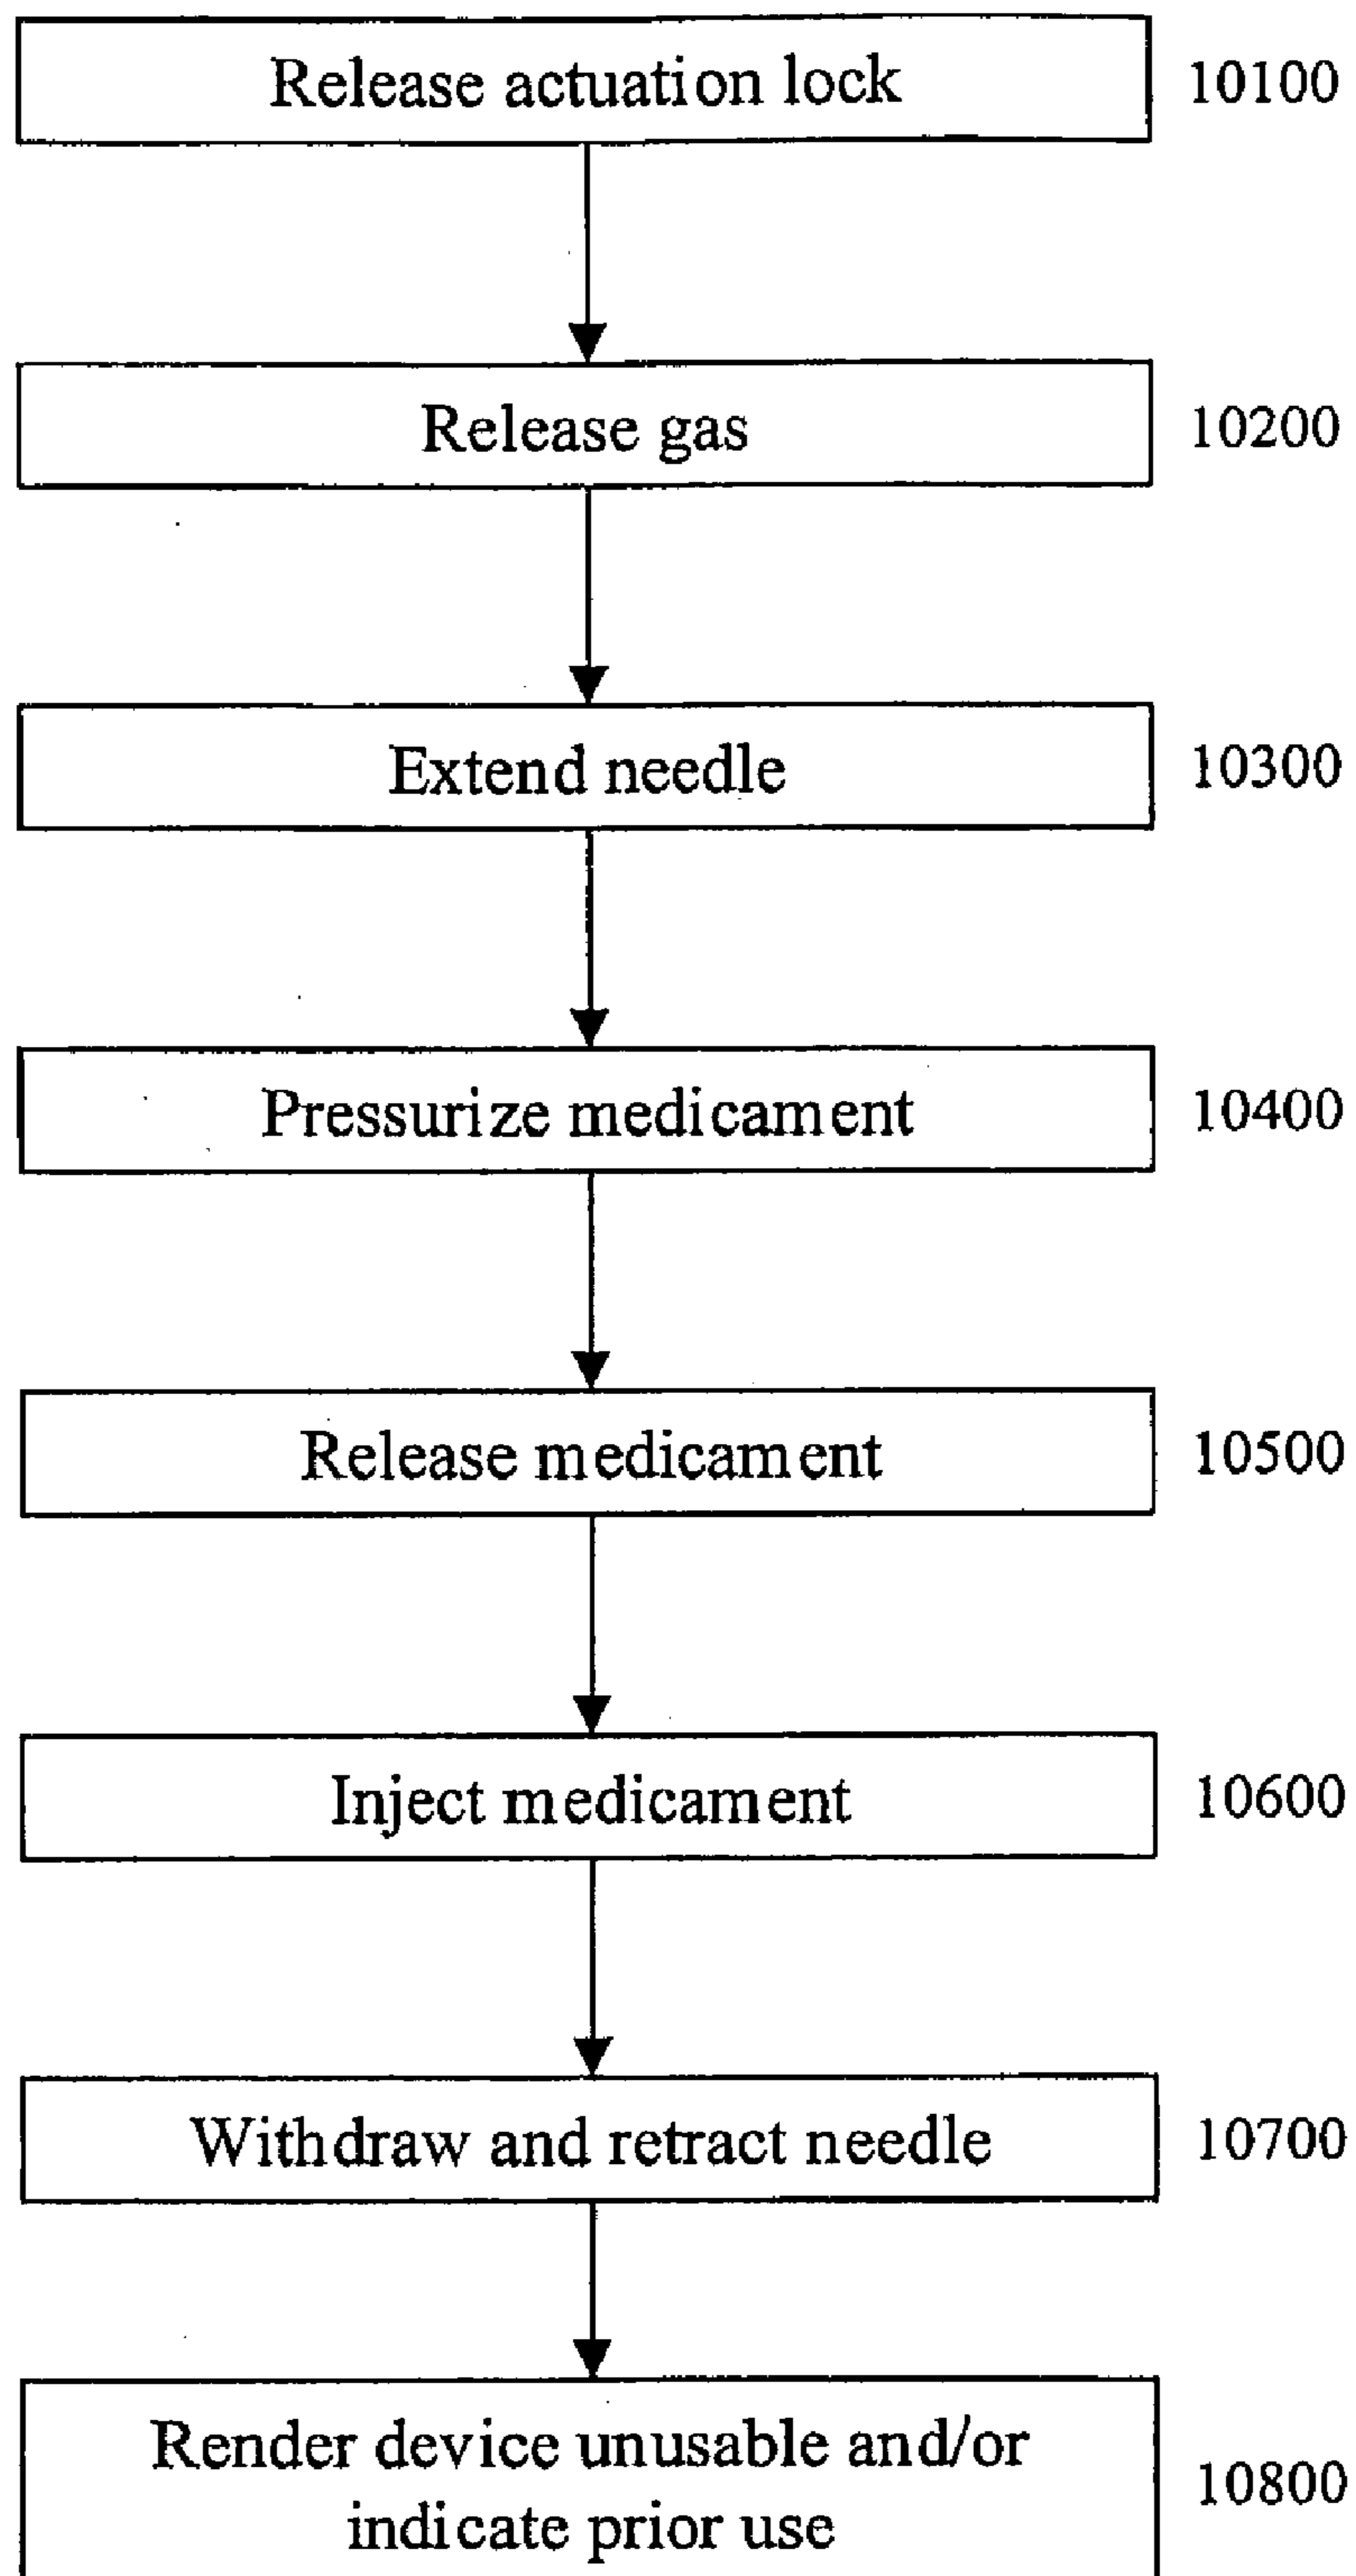 Release actuation lock 10100
Release gas 10200
Extend needle 10300
Pressurize medicament 10400
Release medicament 10500
Inject medicament 10600
Withdraw and retract needle 10700
Render device unusable and/or
indicate prior use
10800